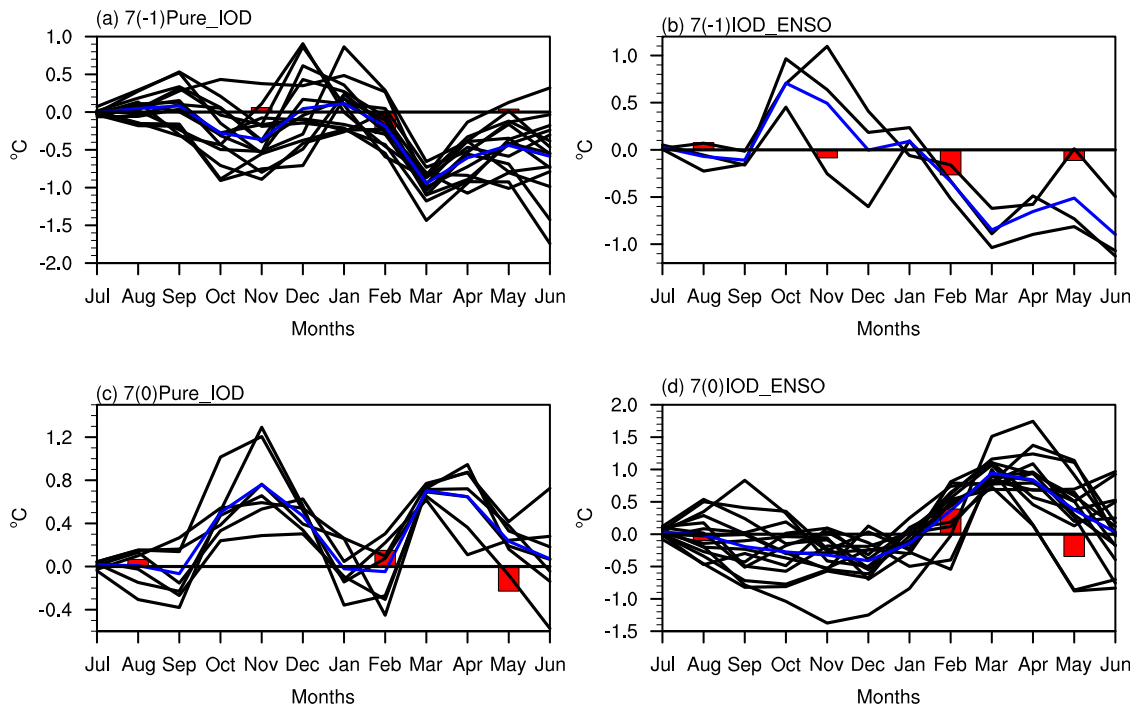 (a) 7(-1)Pure_IOD
1.0
0.5
0.0
-0.5
-1.0
-1.5
-2.0
°C
Jul Aug Sep Oct Nov Dec Jan Feb Mar Apr May Jun
Months
(b) 7(-1)IOD_ENSO
1.0
0.5
0.0
-0.5
-1.0
°C
Jul Aug Sep Oct Nov Dec Jan Feb Mar Apr May Jun
Months
(c) 7(0)Pure_IOD
1.2
0.8
0.4
0.0
-0.4
°C
Jul Aug Sep Oct Nov Dec Jan Feb Mar Apr May Jun
Months
(d) 7(0)IOD_ENSO
2.0
1.5
1.0
0.5
0.0
-0.5
-1.0
-1.5
°C
Jul Aug Sep Oct Nov Dec Jan Feb Mar Apr May Jun
Months